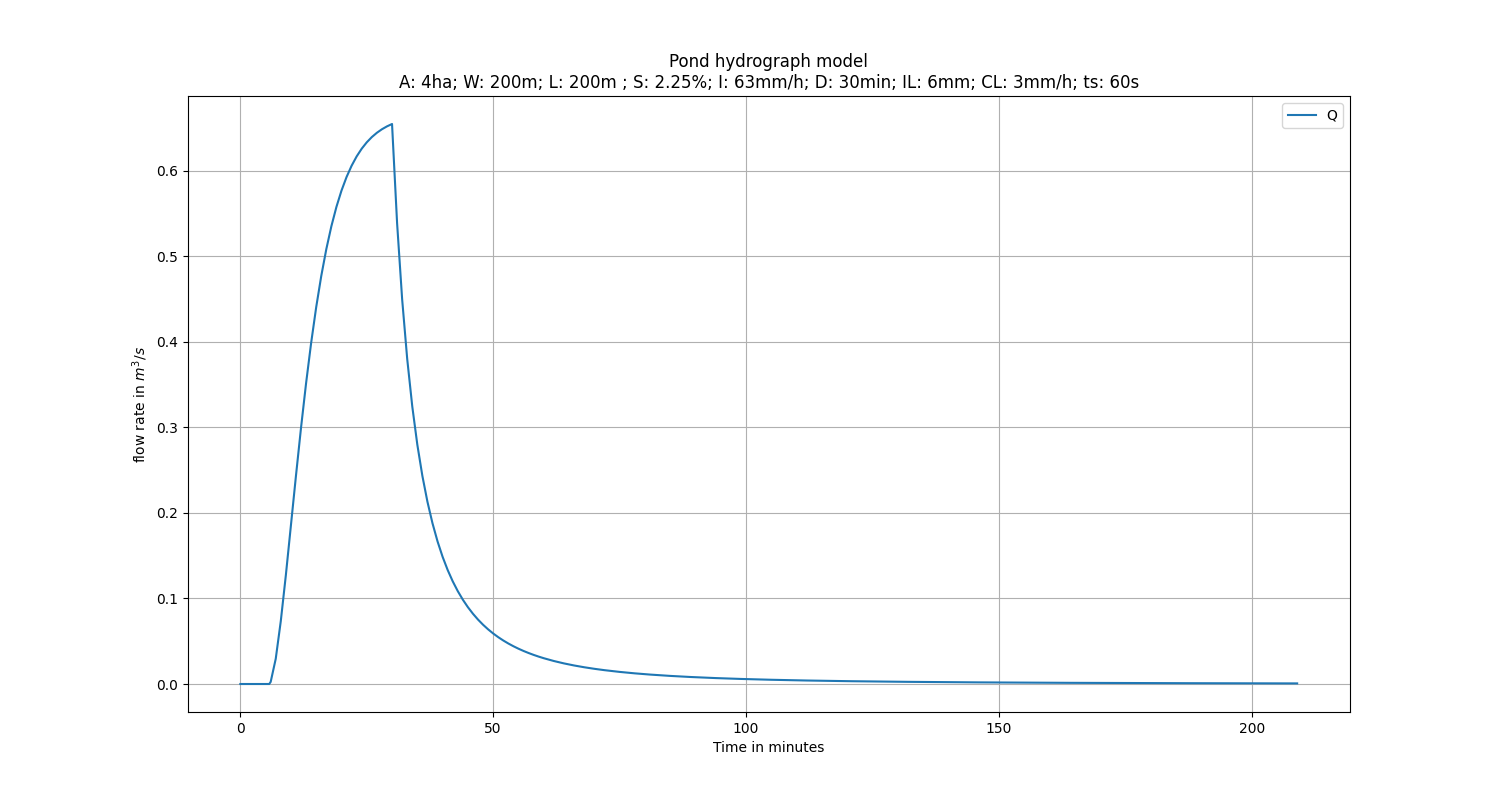 Pond hydrograph model
A: 4ha; W: 200m; L: 200m ; S: 2.25%; I: 63mm/h; D: 30min; IL: 6mm; CL: 3mm/h; ts: 60s
Q
0.6
0.5
0.4
0.3
0.2
0.1
0.0
flow rate in m³/s
0 50 100 150 200
Time in minutes